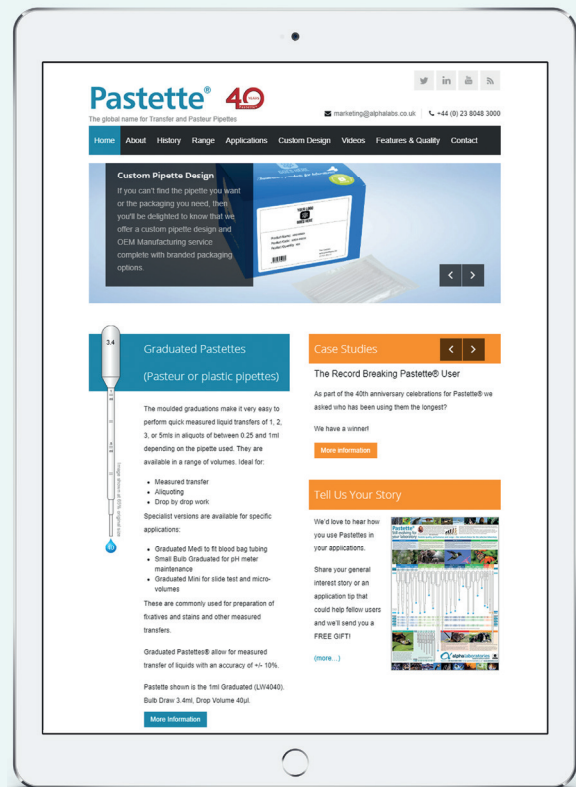 Pastette®
40 YEARS
The global name for Transfer and Pasteur Pipettes
marketing@alphalabs.co.uk
+44 (0) 23 8048 3000
Home About History Range Applications Custom Design Videos Features & Quality Contact
Custom Pipette Design
If you can't find the pipette you want
or the packaging you need, then
you'll be delighted to know that we
offer a custom pipette design and
OEM Manufacturing service
complete with branded packaging
options.
3.4
Image shown at 65% original size
Graduated Pastettes
(Pasteur or plastic pipettes)
The moulded graduations make it very easy to
perform quick measured liquid transfers of 1, 2,
3, or 5mls in aliquots of between 0.25 and 1ml
depending on the pipette used. They are
available in a range of volumes. Ideal for:
• Measured transfer
• Aliquoting
• Drop by drop work
Specialist versions are available for specific
applications:
• Graduated Medi to fit blood bag tubing
• Small Bulb Graduated for pH meter
maintenance
• Graduated Mini for slide test and micro-
volumes
These are commonly used for preparation of
fixatives and stains and other measured
transfers.
Graduated Pastettes® allow for measured
transfer of liquids with an accuracy of +/- 10%.
Pastette shown is the 1ml Graduated (LW4040).
Bulb Draw 3.4ml, Drop Volume 40µl.
More information
Case Studies
The Record Breaking Pastette® User
As part of the 40th anniversary celebrations for Pastette® we
asked who has been using them the longest?
We have a winner!
More information
Tell Us Your Story
We'd love to hear how
you use Pastettes in
your applications.
Share your general
interest story or an
application tip that
could help fellow users
and we'll send you a
FREE GIFT!
(more...)
Pastette®
alphalaboratories